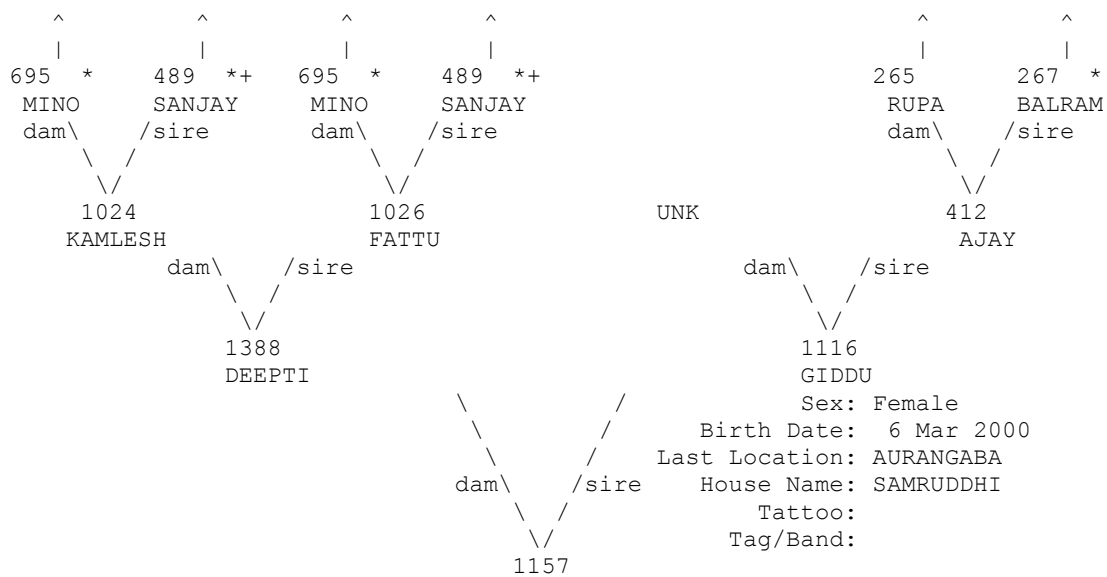 ^ ^ ^ ^ ^ ^
| | | | | |
695 * 489 *+ 695 * 489 *+ 265 267 *
MINO SANJAY MINO SANJAY RUPA BALRAM
dam\ /sire dam\ /sire dam\ /sire
\ / \ / \ /
\/ \/ \/
1024 1026 UNK 412
KAMLESH FATTU AJAY
dam\ /sire dam\ /sire
\ / \ /
\/ \/
1388 1116
DEEPTI GIDDU
\ / Sex: Female
\ / Birth Date: 6 Mar 2000
\ / Last Location: AURANGABA
dam\ /sire House Name: SAMRUDDHI
\ / Tattoo:
\/ Tag/Band:
1157